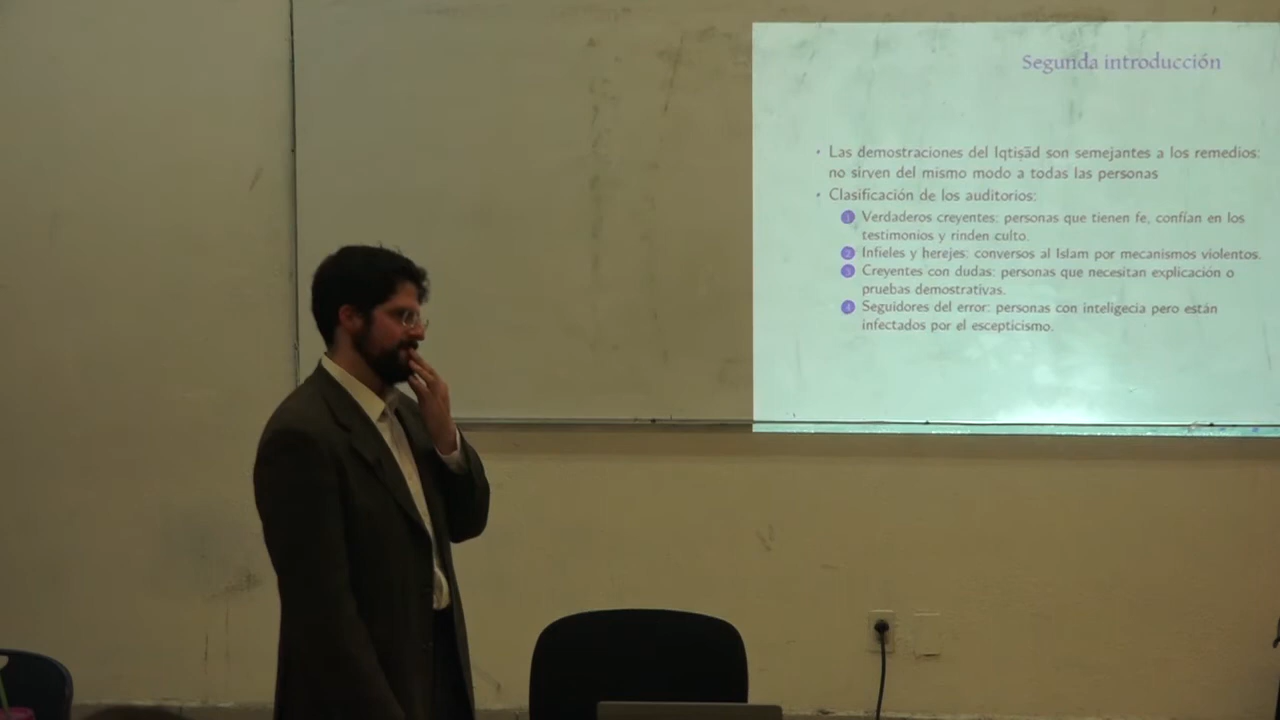 Segunda introducción
• Las demostraciones del Iqtisād son semejantes a los remedios:
no sirven del mismo modo a todas las personas
• Clasificación de los auditorios:
1 Verdaderos creyentes: personas que tienen fe, confían en los
testimonios y rinden culto.
2 Infieles y herejes: conversos al Islam por mecanismos violentos.
3 Creyentes con dudas: personas que necesitan explicación o
pruebas demostrativas.
4 Seguidores del error: personas con inteligecia pero están
infectados por el escepticismo.